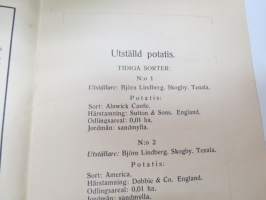 Utställd potatis.
TIDIGA SORTER:
N:o 1
Utställare: Björn Lindberg, Skogby, Tenala.
Potatis:
Sort: Alnwick Castle.
Härstamning: Sutton & Sons, England.
Odlingsareal: 0,01 ha.
Jordmån: sandmylla.
N:o 2
Utställare: Björn Lindberg, Skogby, Tenala.
Potatis:
Sort: America.
Härstamning: Dobbie & Co. England.
Odlingsareal: 0,01 ha.
Jordmån: sandmylla.